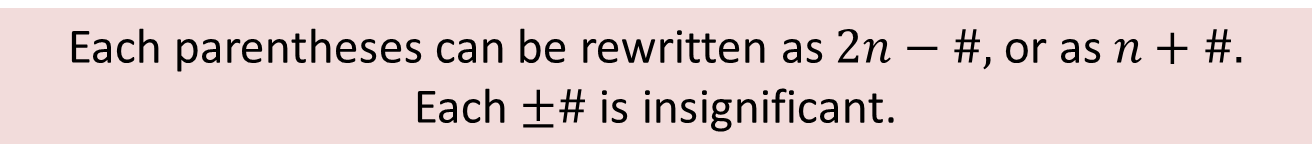 Each parentheses can be rewritten as 2n − #, or as n + #.
Each ±# is insignificant.